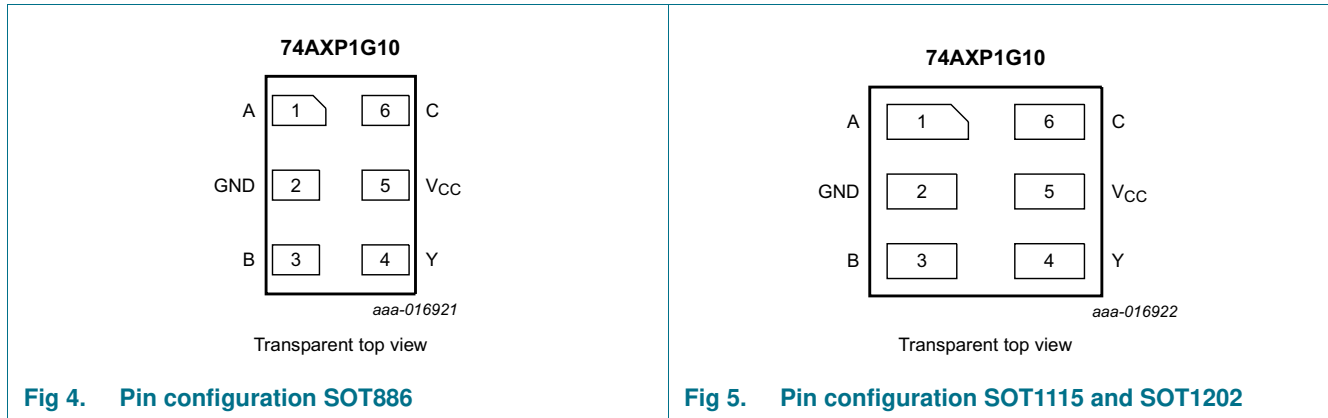 74AXP1G10
A 1 6 C
GND 2 5 VCC
B 3 4 Y
aaa-016921
Transparent top view
Fig 4. Pin configuration SOT886
74AXP1G10
A 1 6 C
GND 2 5 VCC
B 3 4 Y
aaa-016922
Transparent top view
Fig 5. Pin configuration SOT1115 and SOT1202